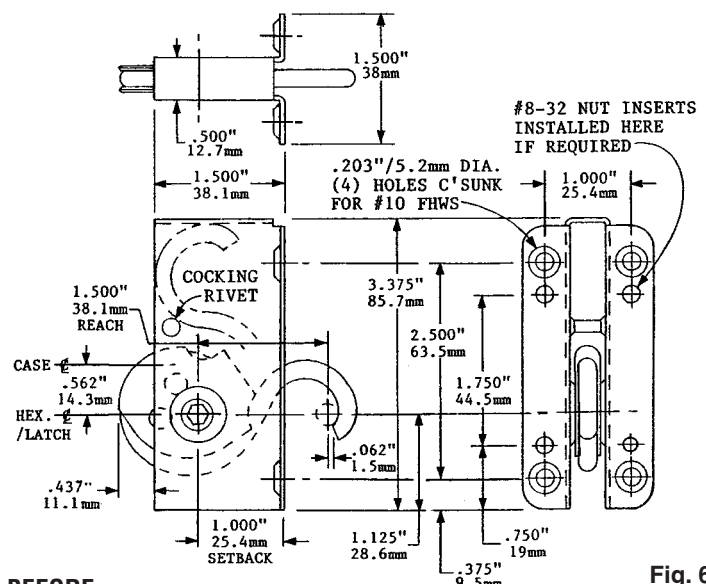 1.500"
38mm
.500"
12.7mm
1.500"
38.1mm
#8-32 NUT INSERTS
INSTALLED HERE
IF REQUIRED
.203"/5.2mm DIA.
(4) HOLES C'SUNK
FOR #10 FHWS
1.000"
25.4mm
COCKING
RIVET
1.500"
38.1mm
REACH
3.375"
85.7mm
2.500"
63.5mm
1.750"
44.5mm
CASE ℄
.562"
14.3mm
HEX. ℄
/LATCH
.062"
1.5mm
.437"
11.1mm
1.000"
25.4mm
SETBACK
1.125"
28.6mm
.750"
19mm
.375"
9.5mm
BEFORE
Fig. 6